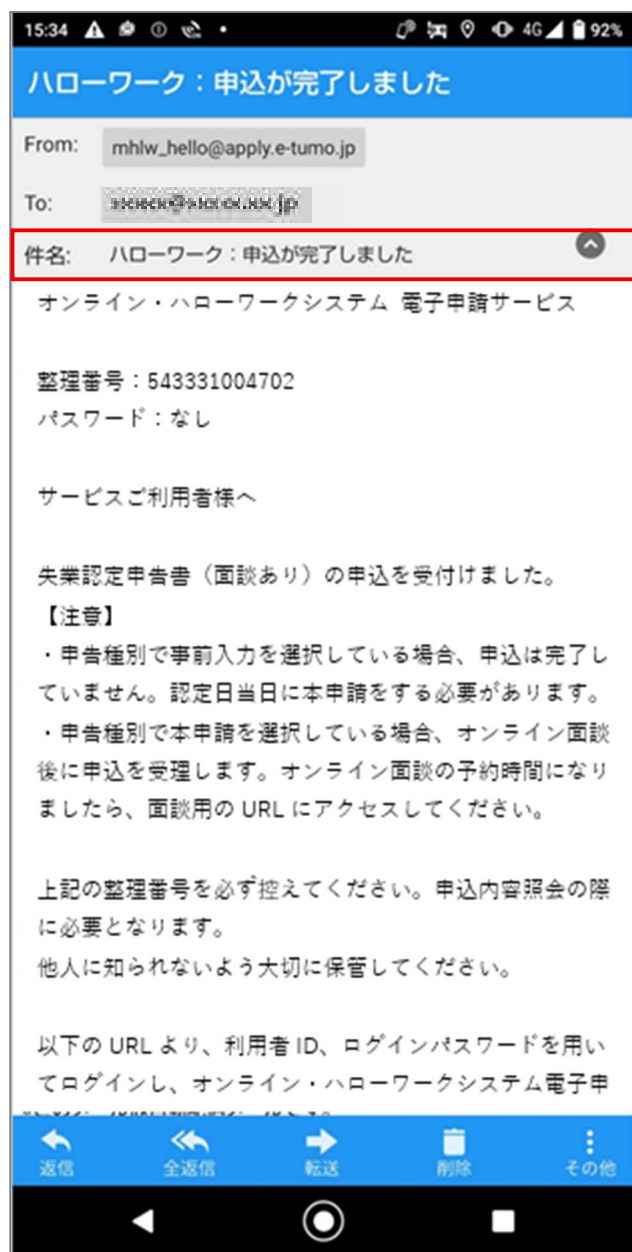 15:34
4G
92%
ハローワーク：申込が完了しました
From: mhlw_hello@apply.e-tumo.jp
To:
件名: ハローワーク：申込が完了しました
オンライン・ハローワークシステム 電子申請サービス
整理番号：543331004702
パスワード：なし
サービスご利用者様へ
失業認定申告書（面談あり）の申込を受付けました。
【注意】
・申告種別で事前入力を選択している場合、申込は完了し
ていません。認定日当日に本申請をする必要があります。
・申告種別で本申請を選択している場合、オンライン面談
後に申込を受理します。オンライン面談の予約時間になり
ましたら、面談用の URL にアクセスしてください。
上記の整理番号を必ず控えてください。申込内容照会の際
に必要となります。
他人に知られないよう大切に保管してください。
以下の URL より、利用者 ID、ログインパスワードを用い
てログインし、オンライン・ハローワークシステム電子申
返信
全返信
転送
削除
その他